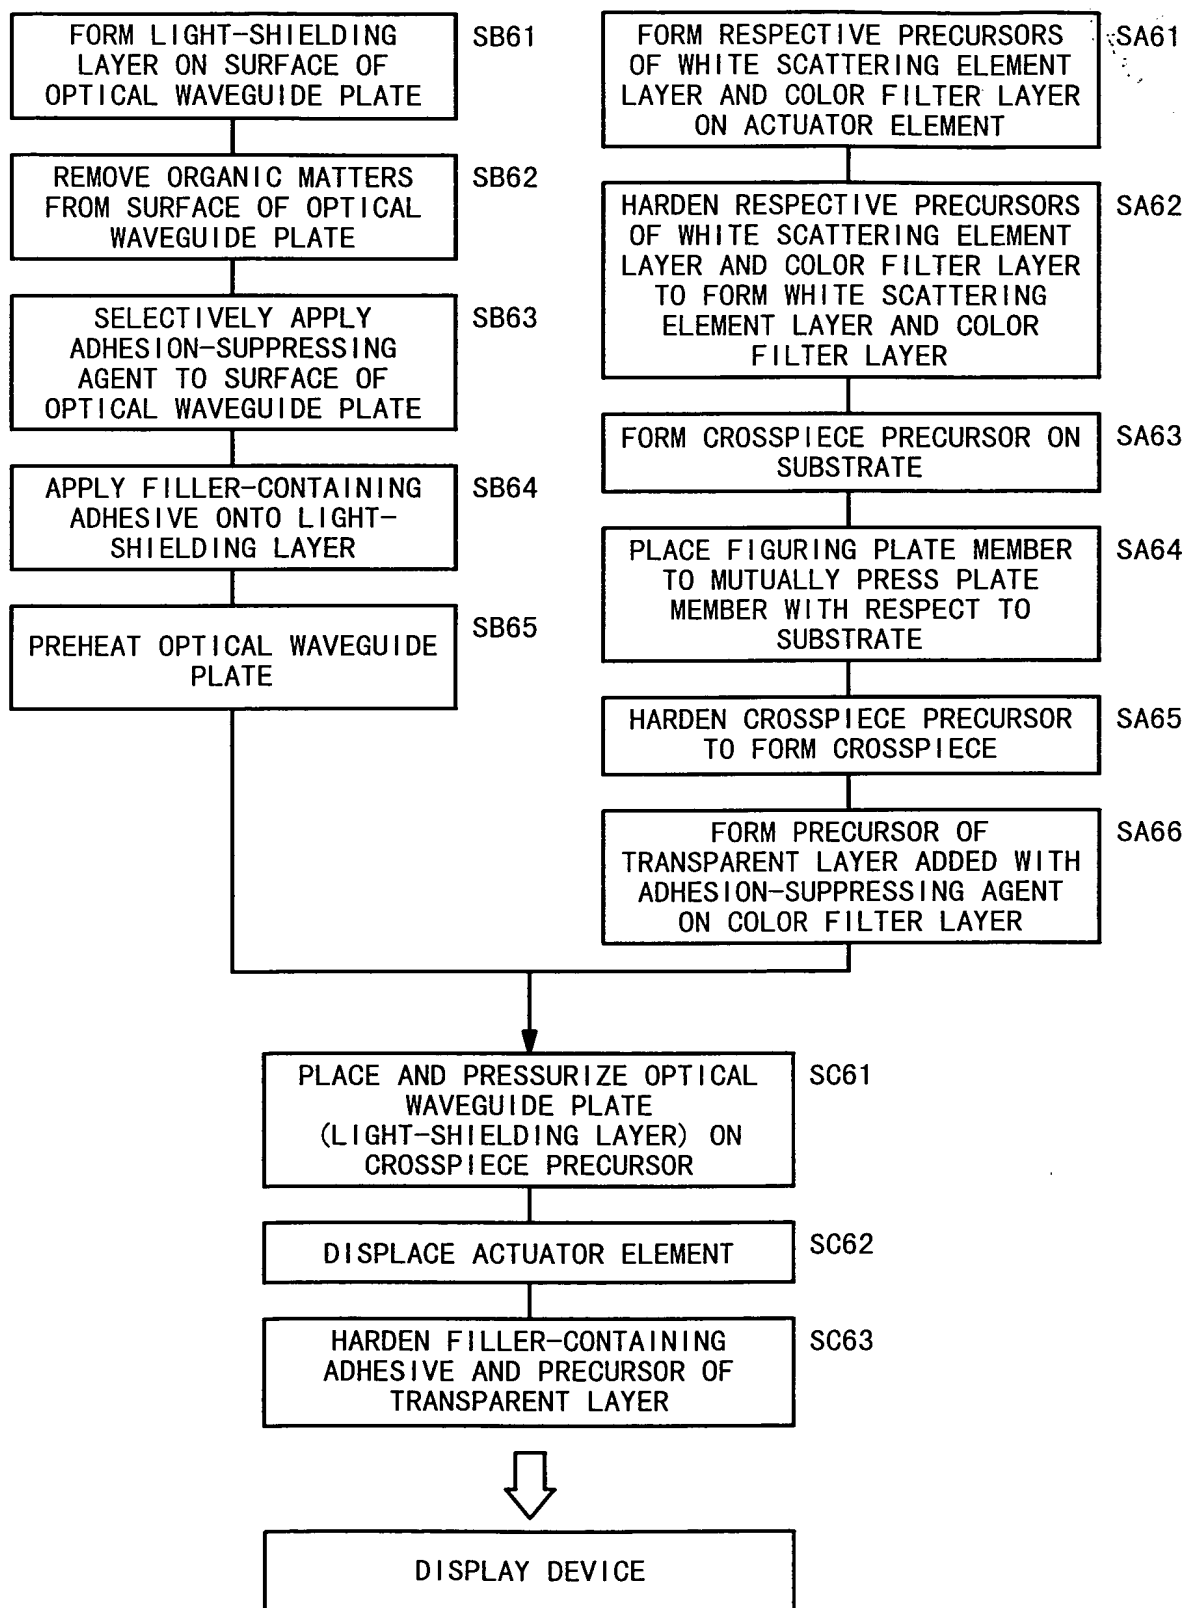 FORM LIGHT-SHIELDING
LAYER ON SURFACE OF
OPTICAL WAVEGUIDE PLATE
SB61
REMOVE ORGANIC MATTERS
FROM SURFACE OF OPTICAL
WAVEGUIDE PLATE
SB62
SELECTIVELY APPLY
ADHESION-SUPPRESSING
AGENT TO SURFACE OF
OPTICAL WAVEGUIDE PLATE
SB63
APPLY FILLER-CONTAINING
ADHESIVE ONTO LIGHT-
SHIELDING LAYER
SB64
PREHEAT OPTICAL WAVEGUIDE
PLATE
SB65
FORM RESPECTIVE PRECURSORS
OF WHITE SCATTERING ELEMENT
LAYER AND COLOR FILTER LAYER
ON ACTUATOR ELEMENT
SA61
HARDEN RESPECTIVE PRECURSORS
OF WHITE SCATTERING ELEMENT
LAYER AND COLOR FILTER LAYER
TO FORM WHITE SCATTERING
ELEMENT LAYER AND COLOR
FILTER LAYER
SA62
FORM CROSSPIECE PRECURSOR ON
SUBSTRATE
SA63
PLACE FIGURING PLATE MEMBER
TO MUTUALLY PRESS PLATE
MEMBER WITH RESPECT TO
SUBSTRATE
SA64
HARDEN CROSSPIECE PRECURSOR
TO FORM CROSSPIECE
SA65
FORM PRECURSOR OF
TRANSPARENT LAYER ADDED WITH
ADHESION-SUPPRESSING AGENT
ON COLOR FILTER LAYER
SA66
PLACE AND PRESSURIZE OPTICAL
WAVEGUIDE PLATE
(LIGHT-SHIELDING LAYER) ON
CROSSPIECE PRECURSOR
SC61
DISPLACE ACTUATOR ELEMENT
SC62
HARDEN FILLER-CONTAINING
ADHESIVE AND PRECURSOR OF
TRANSPARENT LAYER
SC63
DISPLAY DEVICE